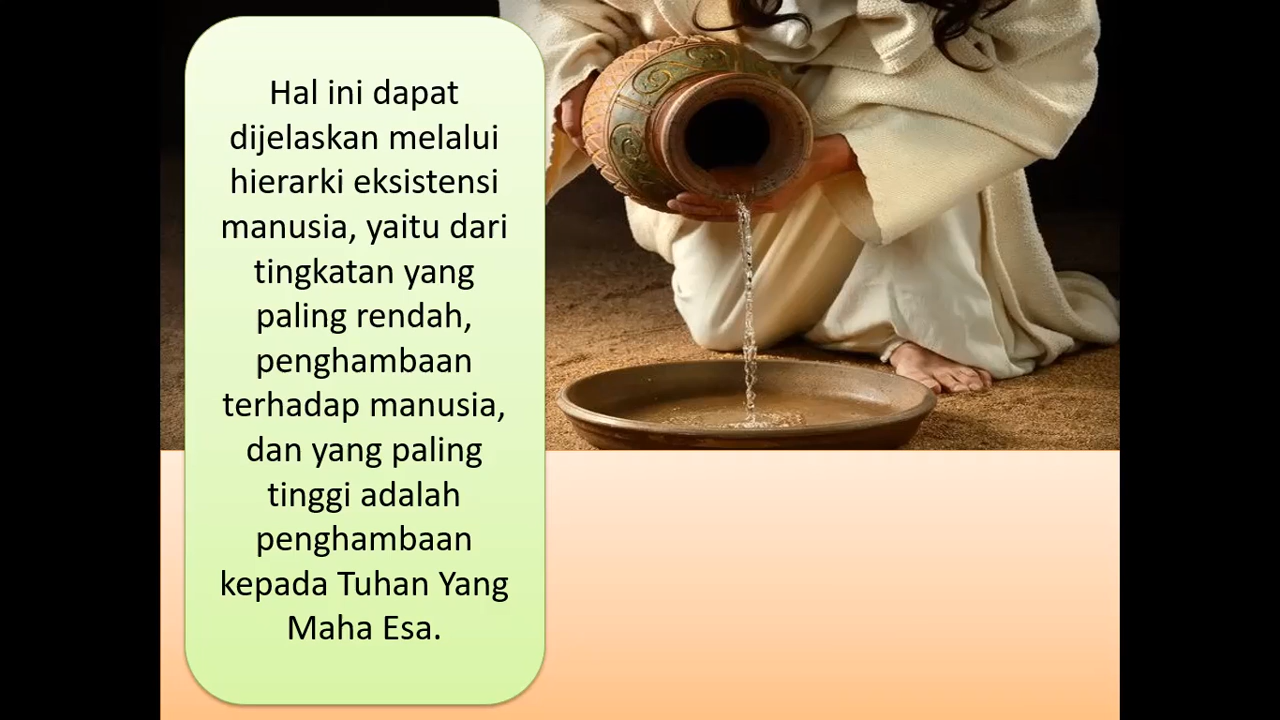 Hal ini dapat
dijelaskan melalui
hierarki eksistensi
manusia, yaitu dari
tingkatan yang
paling rendah,
penghambaan
terhadap manusia,
dan yang paling
tinggi adalah
penghambaan
kepada Tuhan Yang
Maha Esa.